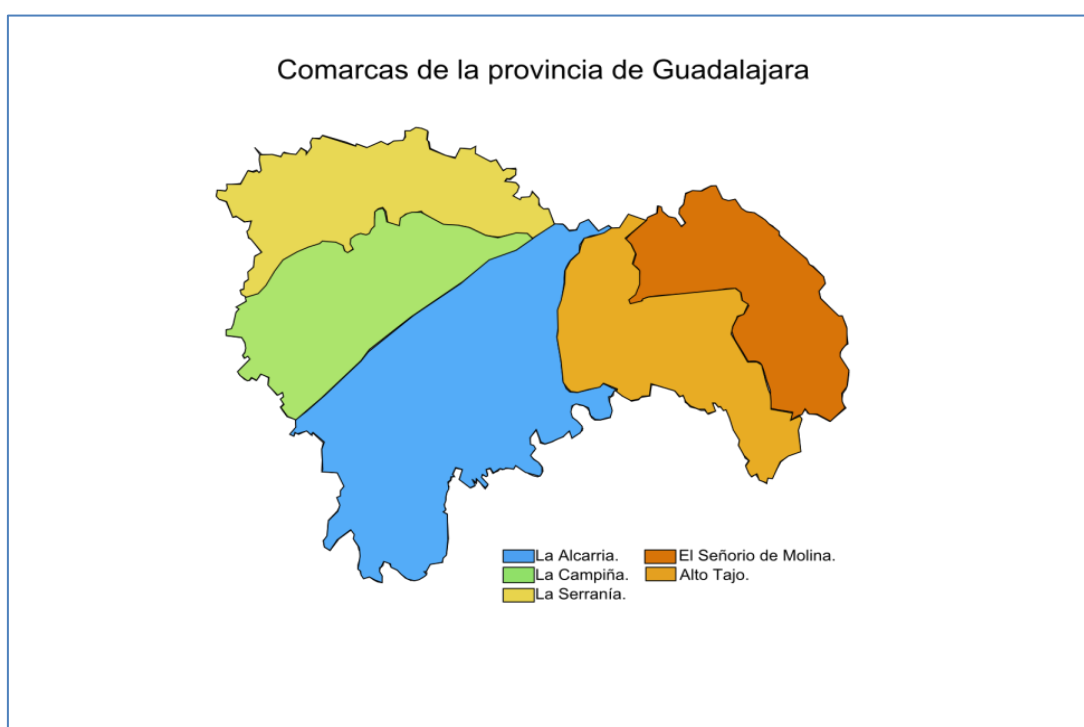 Comarcas de la provincia de Guadalajara
La Alcarria.
La Campiña.
La Serranía.
El Señorio de Molina.
Alto Tajo.